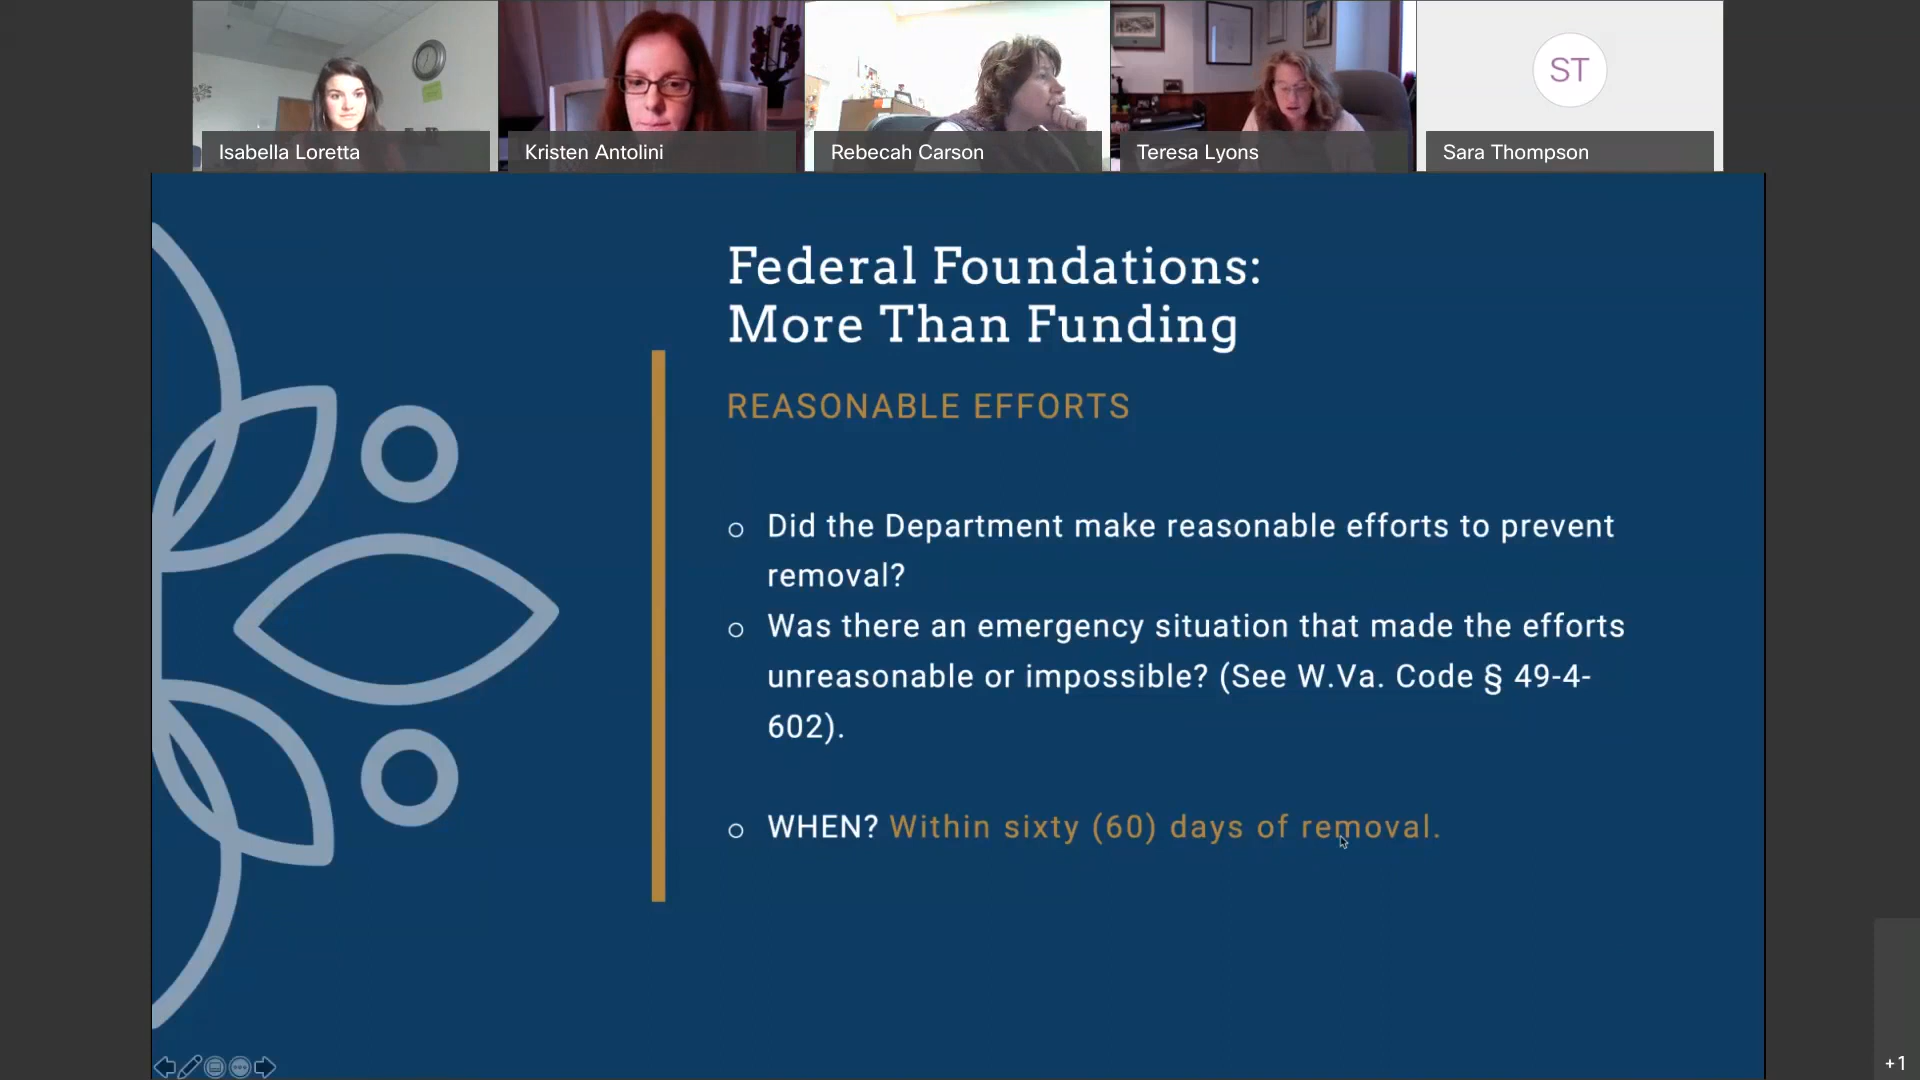 Isabella Loretta
Kristen Antolini
Rebecah Carson
Teresa Lyons
ST
Sara Thompson
Federal Foundations:
More Than Funding
REASONABLE EFFORTS
o Did the Department make reasonable efforts to prevent
removal?
o Was there an emergency situation that made the efforts
unreasonable or impossible? (See W.Va. Code § 49-4-
602).
o WHEN? Within sixty (60) days of removal.
+1